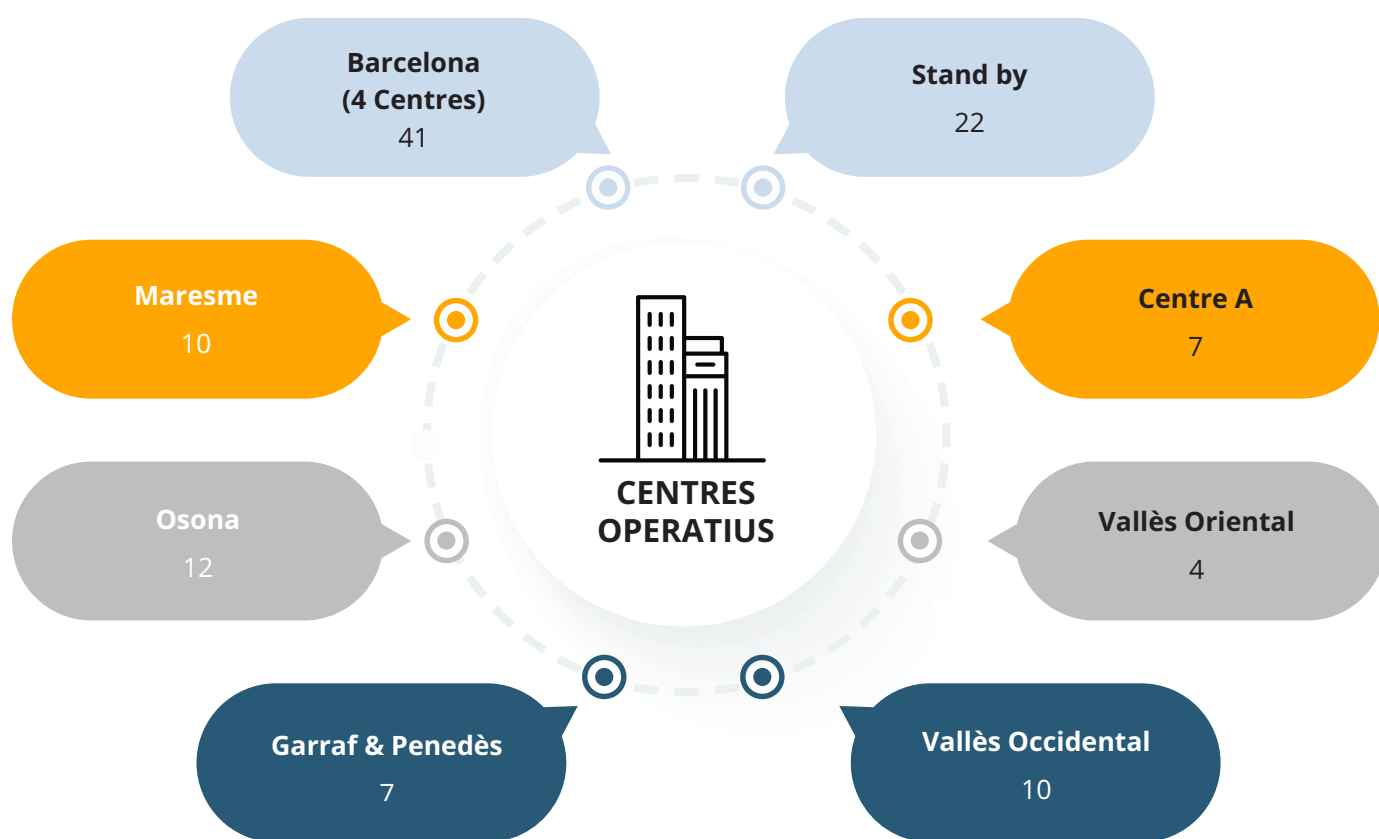 Barcelona
(4 Centres)
41
Stand by
22
Maresme
10
Centre A
7
CENTRES
OPERATIUS
Osona
12
Vallès Oriental
4
Garraf & Penedès
7
Vallès Occidental
10